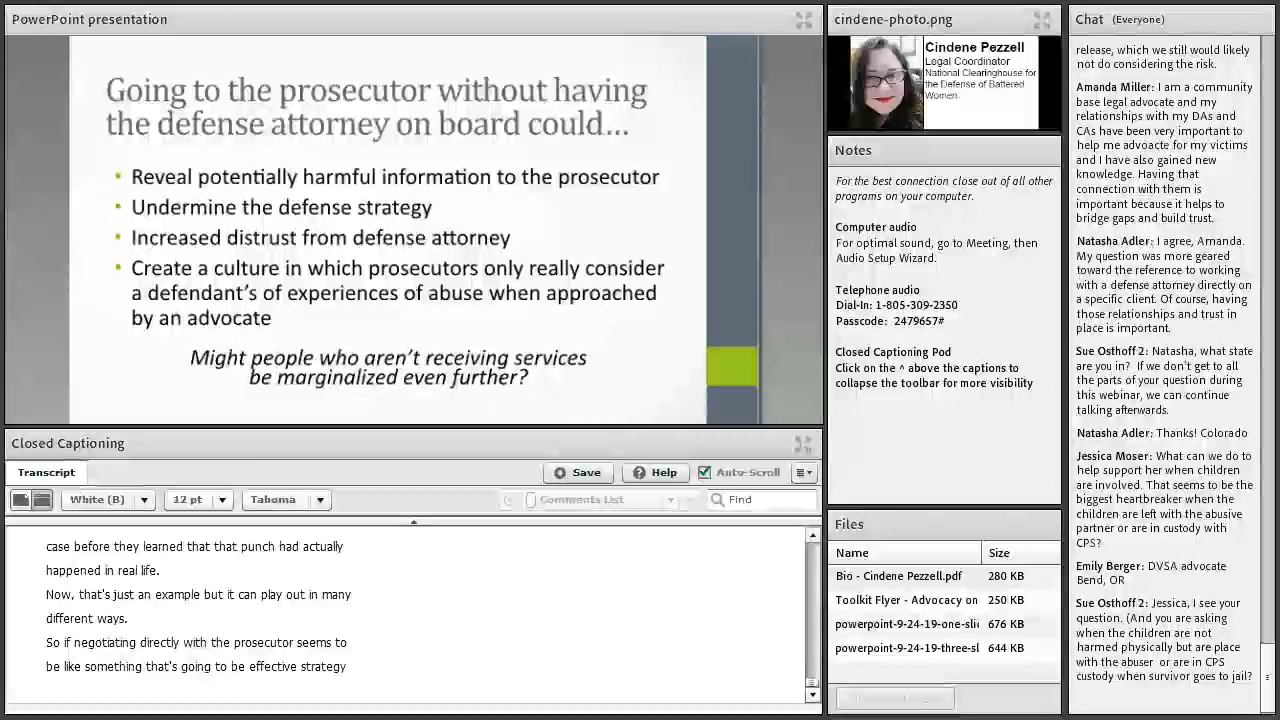 PowerPoint presentation
Going to the prosecutor without having
the defense attorney on board could...
• Reveal potentially harmful information to the prosecutor
• Undermine the defense strategy
• Increased distrust from defense attorney
• Create a culture in which prosecutors only really consider
a defendant's of experiences of abuse when approached
by an advocate
Might people who aren't receiving services
be marginalized even further?
Closed Captioning
Transcript
Save
Help
Auto-Scroll
White (B)
12 pt
Tahoma
Comments List
Find
case before they learned that that punch had actually
happened in real life.
Now, that's just an example but it can play out in many
different ways.
So if negotiating directly with the prosecutor seems to
be like something that's going to be effective strategy
cindene-photo.png
Cindene Pezzell
Legal Coordinator
National Clearinghouse for
the Defense of Battered
Women
Notes
For the best connection close out of all other
programs on your computer.
Computer audio
For optimal sound, go to Meeting, then
Audio Setup Wizard.
Telephone audio
Dial-In: 1-805-309-2350
Passcode: 2479657#
Closed Captioning Pod
Click on the ^ above the captions to
collapse the toolbar for more visibility
Files
Name Size
Bio - Cindene Pezzell.pdf 280 KB
Toolkit Flyer - Advocacy on 250 KB
powerpoint-9-24-19-one-sli 676 KB
powerpoint-9-24-19-three-sl 644 KB
Chat (Everyone)
release, which we still would likely
not do considering the risk.
Amanda Miller: I am a community
base legal advocate and my
relationships with my DAs and
CAs have been very important to
help me advoacte for my victims
and I have also gained new
knowledge. Having that
connection with them is
important because it helps to
bridge gaps and build trust.
Natasha Adler: I agree, Amanda.
My question was more geared
toward the reference to working
with a defense attorney directly on
a specific client. Of course, having
those relationships and trust in
place is important.
Sue Osthoff 2: Natasha, what state
are you in? If we don't get to all
the parts of your question during
this webinar, we can continue
talking afterwards.
Natasha Adler: Thanks! Colorado
Jessica Moser: What can we do to
help support her when children
are involved. That seems to be the
biggest heartbreaker when the
children are left with the abusive
partner or are in custody with
CPS?
Emily Berger: DVSA advocate
Bend, OR
Sue Osthoff 2: Jessica, I see your
question. (And you are asking
when the children are not
harmed physically but are place
with the abuser or are in CPS
custody when survivor goes to jail?